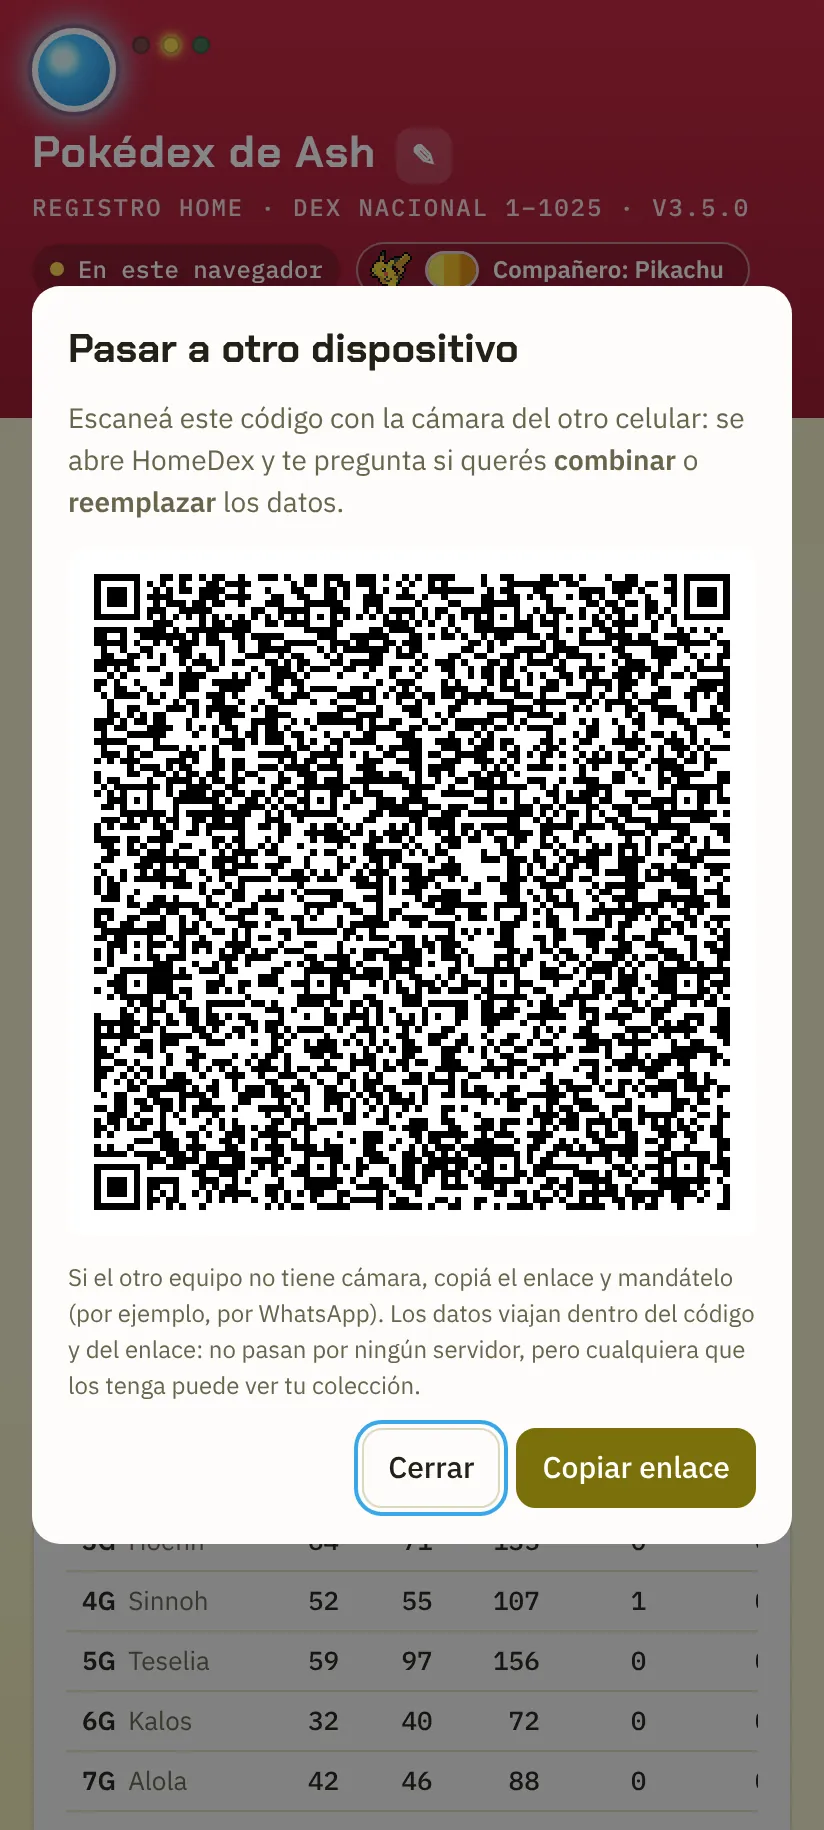 Pokédex de Ash
REGISTRO HOME · DEX NACIONAL 1–1025 · V3.5.0
En este navegador
Compañero: Pikachu
Pasar a otro dispositivo
Escaneá este código con la cámara del otro celular: se
abre HomeDex y te pregunta si querés combinar o
reemplazar los datos.
Si el otro equipo no tiene cámara, copiá el enlace y mandátelo
(por ejemplo, por WhatsApp). Los datos viajan dentro del código
y del enlace: no pasan por ningún servidor, pero cualquiera que
los tenga puede ver tu colección.
Cerrar
Copiar enlace
4G Sinnoh 52 55 107 1
5G Teselia 59 97 156 0
6G Kalos 32 40 72 0
7G Alola 42 46 88 0